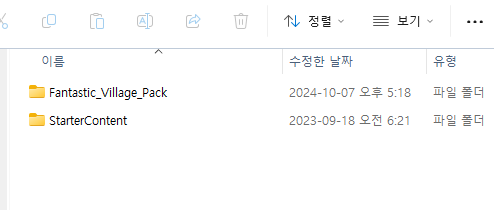 정렬 보기
이름 수정한 날짜 유형
Fantastic_Village_Pack 2024-10-07 오후 5:18 파일 폴더
StarterContent 2023-09-18 오전 6:21 파일 폴더